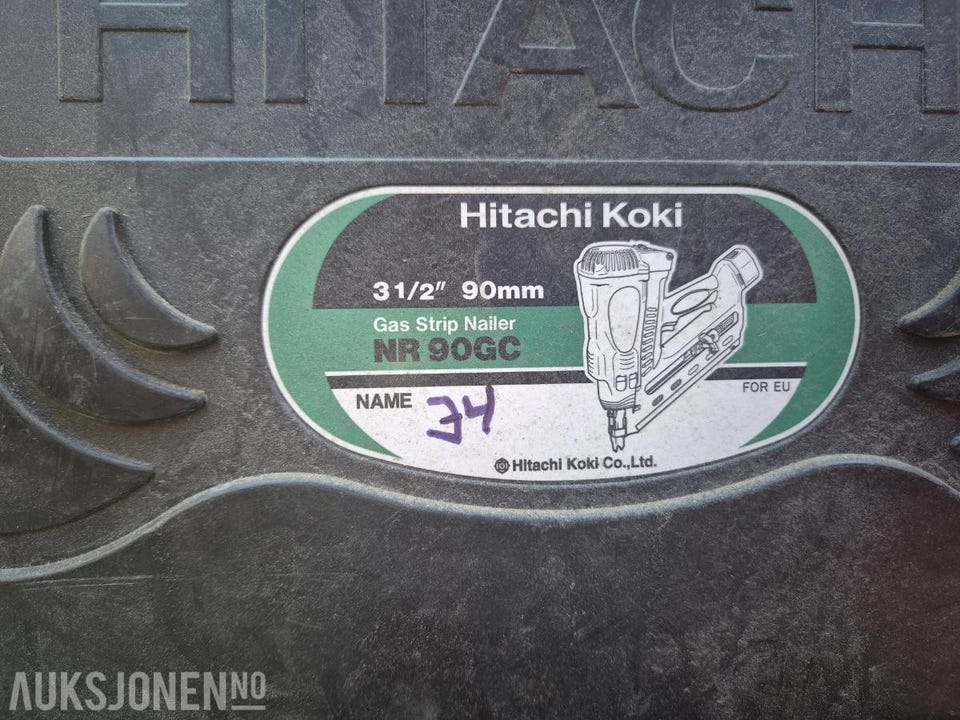 HITACH
Hitachi Koki
3 1/2" 90mm
Gas Strip Nailer
NR 90GC
NAME 34
FOR EU
Hitachi Koki Co.,Ltd.
AUKSJONEN NO